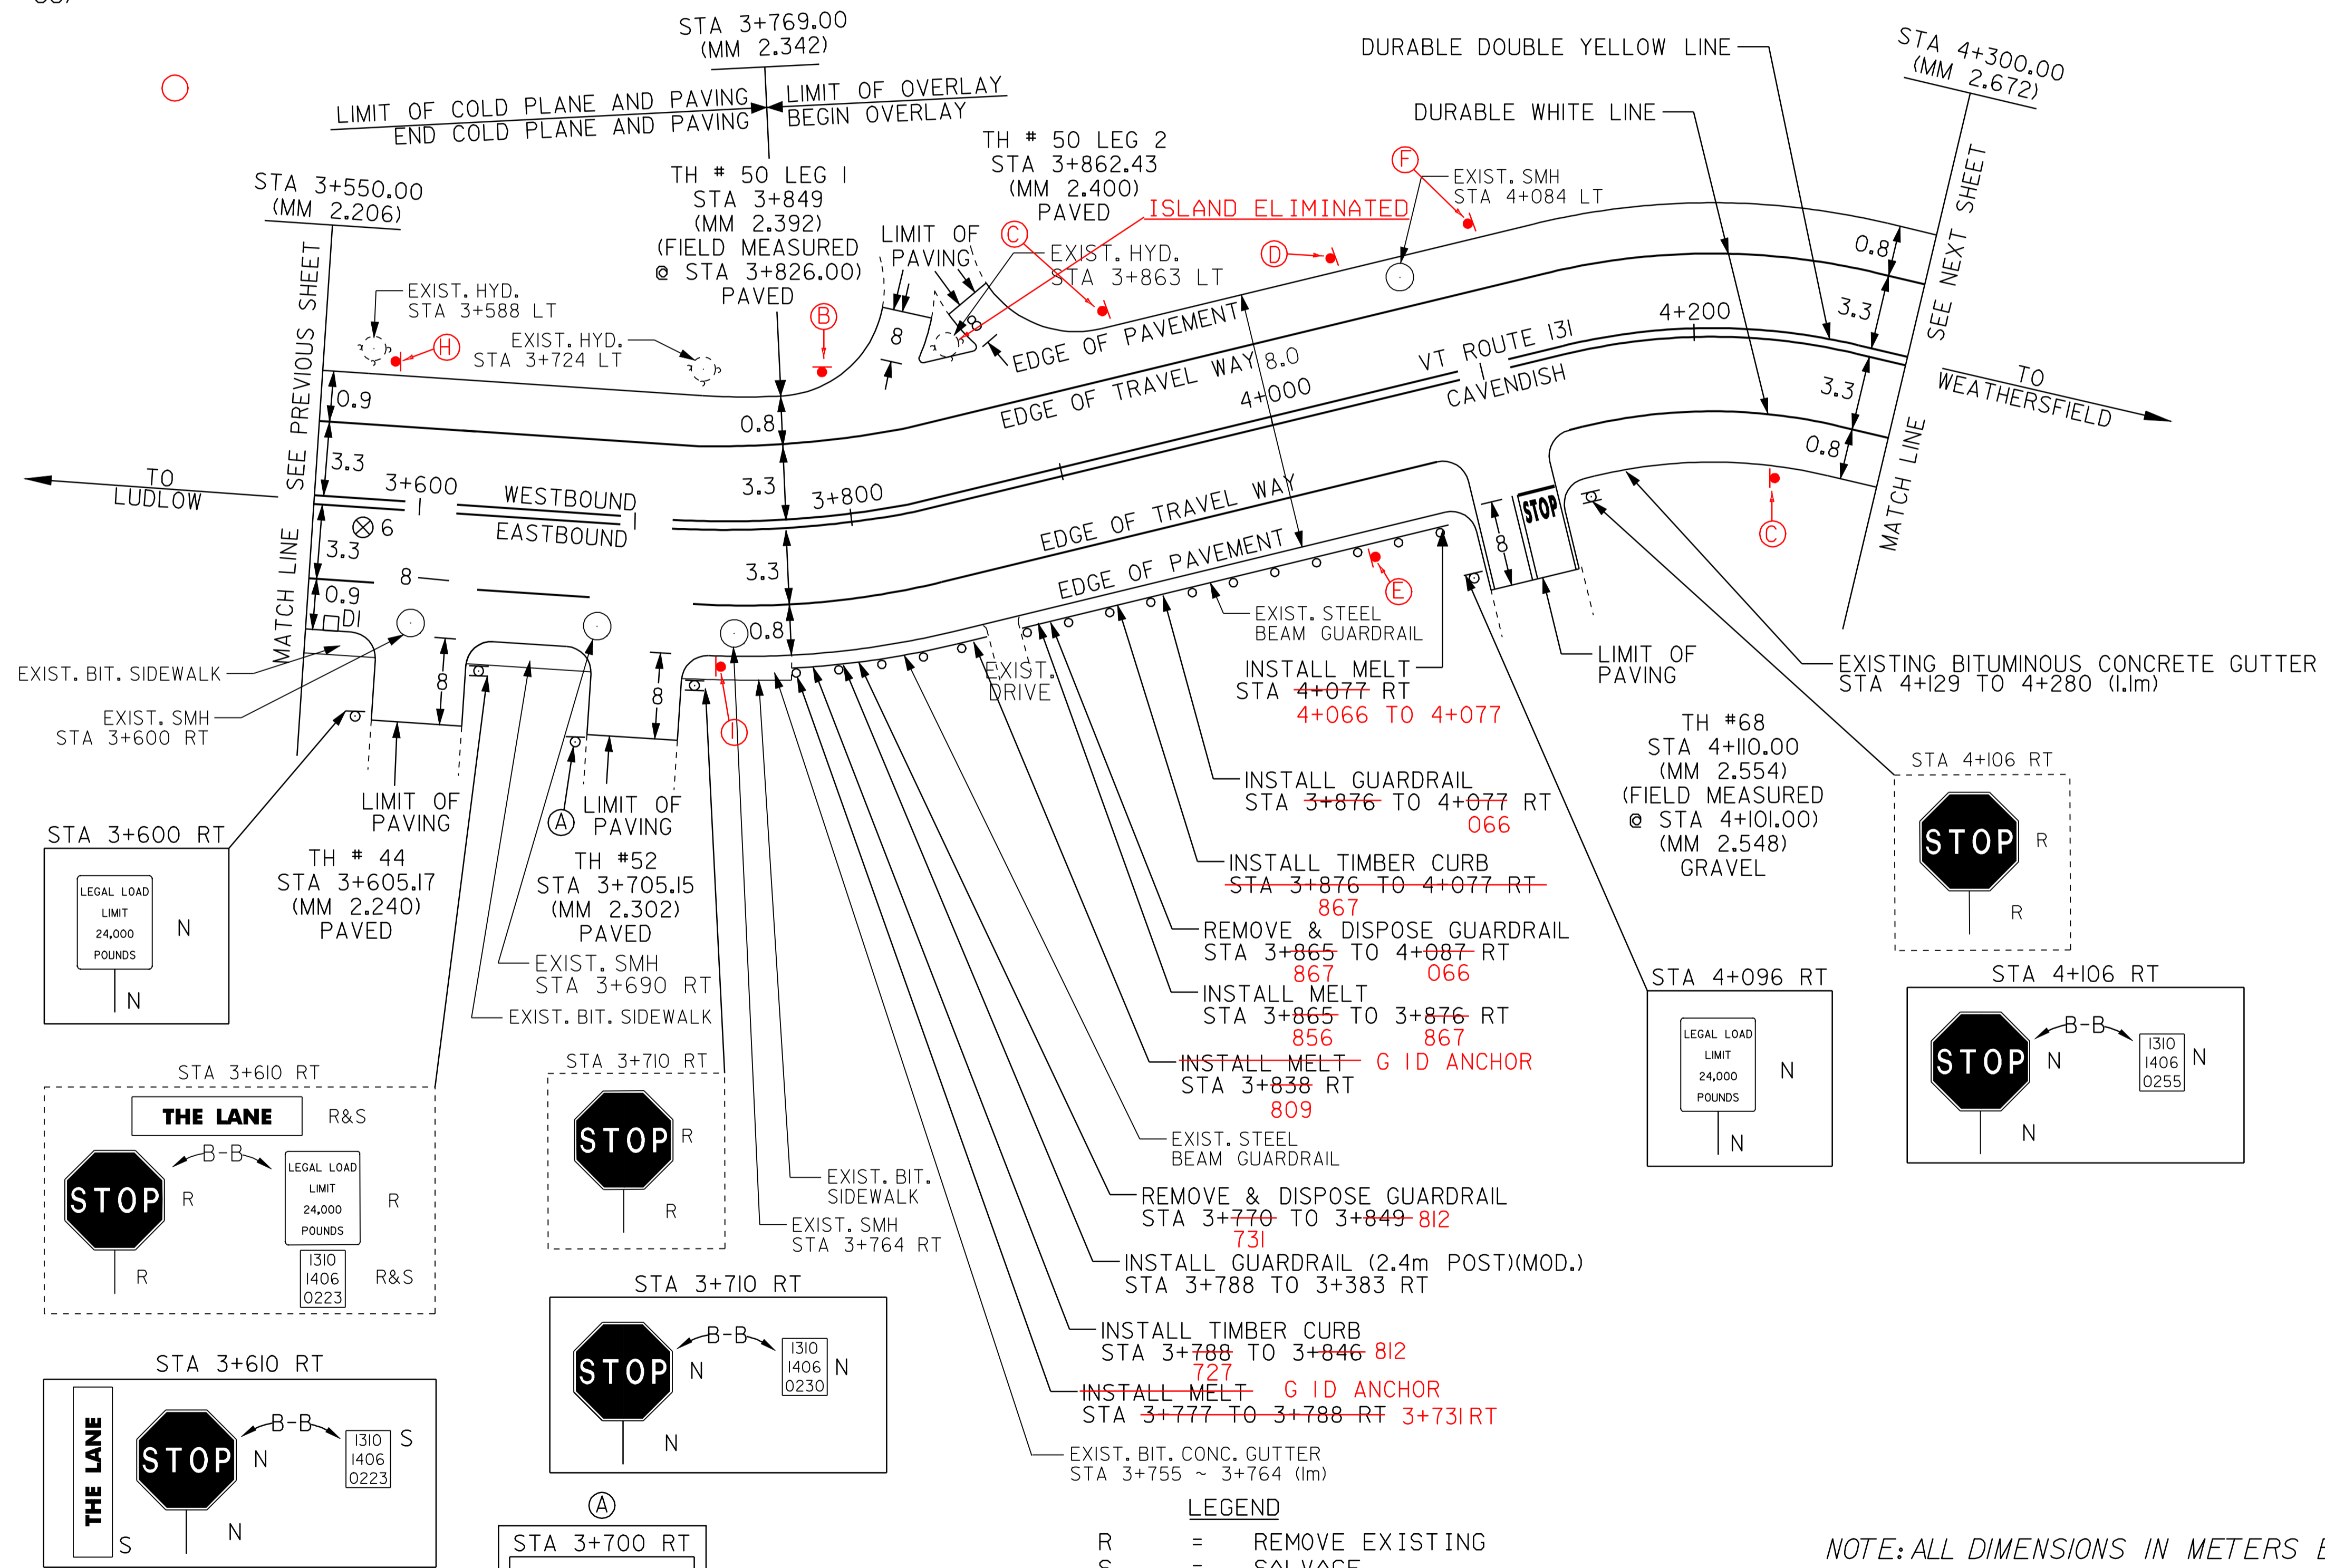 STA 3+769.00
(MM 2.342)
LIMIT OF COLD PLANE AND PAVING
END COLD PLANE AND PAVING
LIMIT OF OVERLAY
BEGIN OVERLAY
DURABLE DOUBLE YELLOW LINE
DURABLE WHITE LINE
STA 4+300.00
(MM 2.672)
STA 3+550.00
(MM 2.206)
TH # 50 LEG 1
STA 3+849
(MM 2.392)
(FIELD MEASURED
@ STA 3+826.00)
PAVED
TH # 50 LEG 2
STA 3+862.43
(MM 2.400)
PAVED
ISLAND ELIMINATED
LIMIT OF
PAVING
EXIST. HYD.
STA 3+863 LT
EXIST. SMH
STA 4+084 LT
F
C
D
B
H
EXIST. HYD.
STA 3+588 LT
EXIST. HYD.
STA 3+724 LT
8
8
MATCH LINE SEE PREVIOUS SHEET
MATCH LINE SEE NEXT SHEET
EDGE OF PAVEMENT
EDGE OF TRAVEL WAY
8.0
VT ROUTE 131
CAVENDISH
4+000
4+200
0.8
3.3
3.3
0.8
TO
WEATHERSFIELD
TO
LUDLOW
0.9
3.3
3.3
0.9
3+600
WESTBOUND
EASTBOUND
6
8
0.8
3.3
3.3
0.8
3+800
EDGE OF TRAVEL WAY
EDGE OF PAVEMENT
STOP
8
C
E
DI
8
8
I
EXIST. BIT. SIDEWALK
EXIST. SMH
STA 3+600 RT
EXIST. STEEL
BEAM GUARDRAIL
EXIST.
DRIVE
LIMIT OF
PAVING
EXISTING BITUMINOUS CONCRETE GUTTER
STA 4+129 TO 4+280 (1.1m)
INSTALL MELT
STA 4+077 RT
4+066 TO 4+077
TH #68
STA 4+110.00
(MM 2.554)
(FIELD MEASURED
@ STA 4+101.00)
(MM 2.548)
GRAVEL
INSTALL GUARDRAIL
STA 3+876 TO 4+077 RT
066
INSTALL TIMBER CURB
STA 3+876 TO 4+077 RT
867
REMOVE & DISPOSE GUARDRAIL
STA 3+865 TO 4+087 RT
867 066
INSTALL MELT
STA 3+865 TO 3+876 RT
856 867
INSTALL MELT G 1D ANCHOR
STA 3+838 RT
809
EXIST. STEEL
BEAM GUARDRAIL
REMOVE & DISPOSE GUARDRAIL
STA 3+770 TO 3+849 812
731
INSTALL GUARDRAIL (2.4m POST)(MOD.)
STA 3+788 TO 3+383 RT
INSTALL TIMBER CURB
STA 3+788 TO 3+846 812
727
INSTALL MELT G 1D ANCHOR
STA 3+777 TO 3+788 RT 3+731 RT
EXIST. BIT. CONC. GUTTER
STA 3+755 ~ 3+764 (1m)
LIMIT OF
PAVING
TH # 44
STA 3+605.17
(MM 2.240)
PAVED
A
LIMIT OF
PAVING
TH #52
STA 3+705.15
(MM 2.302)
PAVED
EXIST. SMH
STA 3+690 RT
EXIST. BIT. SIDEWALK
EXIST. BIT.
SIDEWALK
EXIST. SMH
STA 3+764 RT
STA 3+600 RT
LEGAL LOAD
LIMIT
24,000
POUNDS
N
N
STA 3+610 RT
THE LANE R&S
STOP
B-B
R
R
LEGAL LOAD
LIMIT
24,000
POUNDS
R
1310
1406
0223
R&S
STA 3+610 RT
THE LANE
S
STOP
B-B
N
N
1310
1406
0223
S
STA 3+710 RT
STOP
R
R
STA 3+710 RT
STOP
B-B
N
N
1310
1406
0230
N
A
STA 3+700 RT
STA 4+096 RT
LEGAL LOAD
LIMIT
24,000
POUNDS
N
N
STA 4+106 RT
STOP
R
R
STA 4+106 RT
STOP
B-B
N
N
1310
1406
0255
N
LEGEND
R = REMOVE EXISTING
NOTE: ALL DIMENSIONS IN METERS